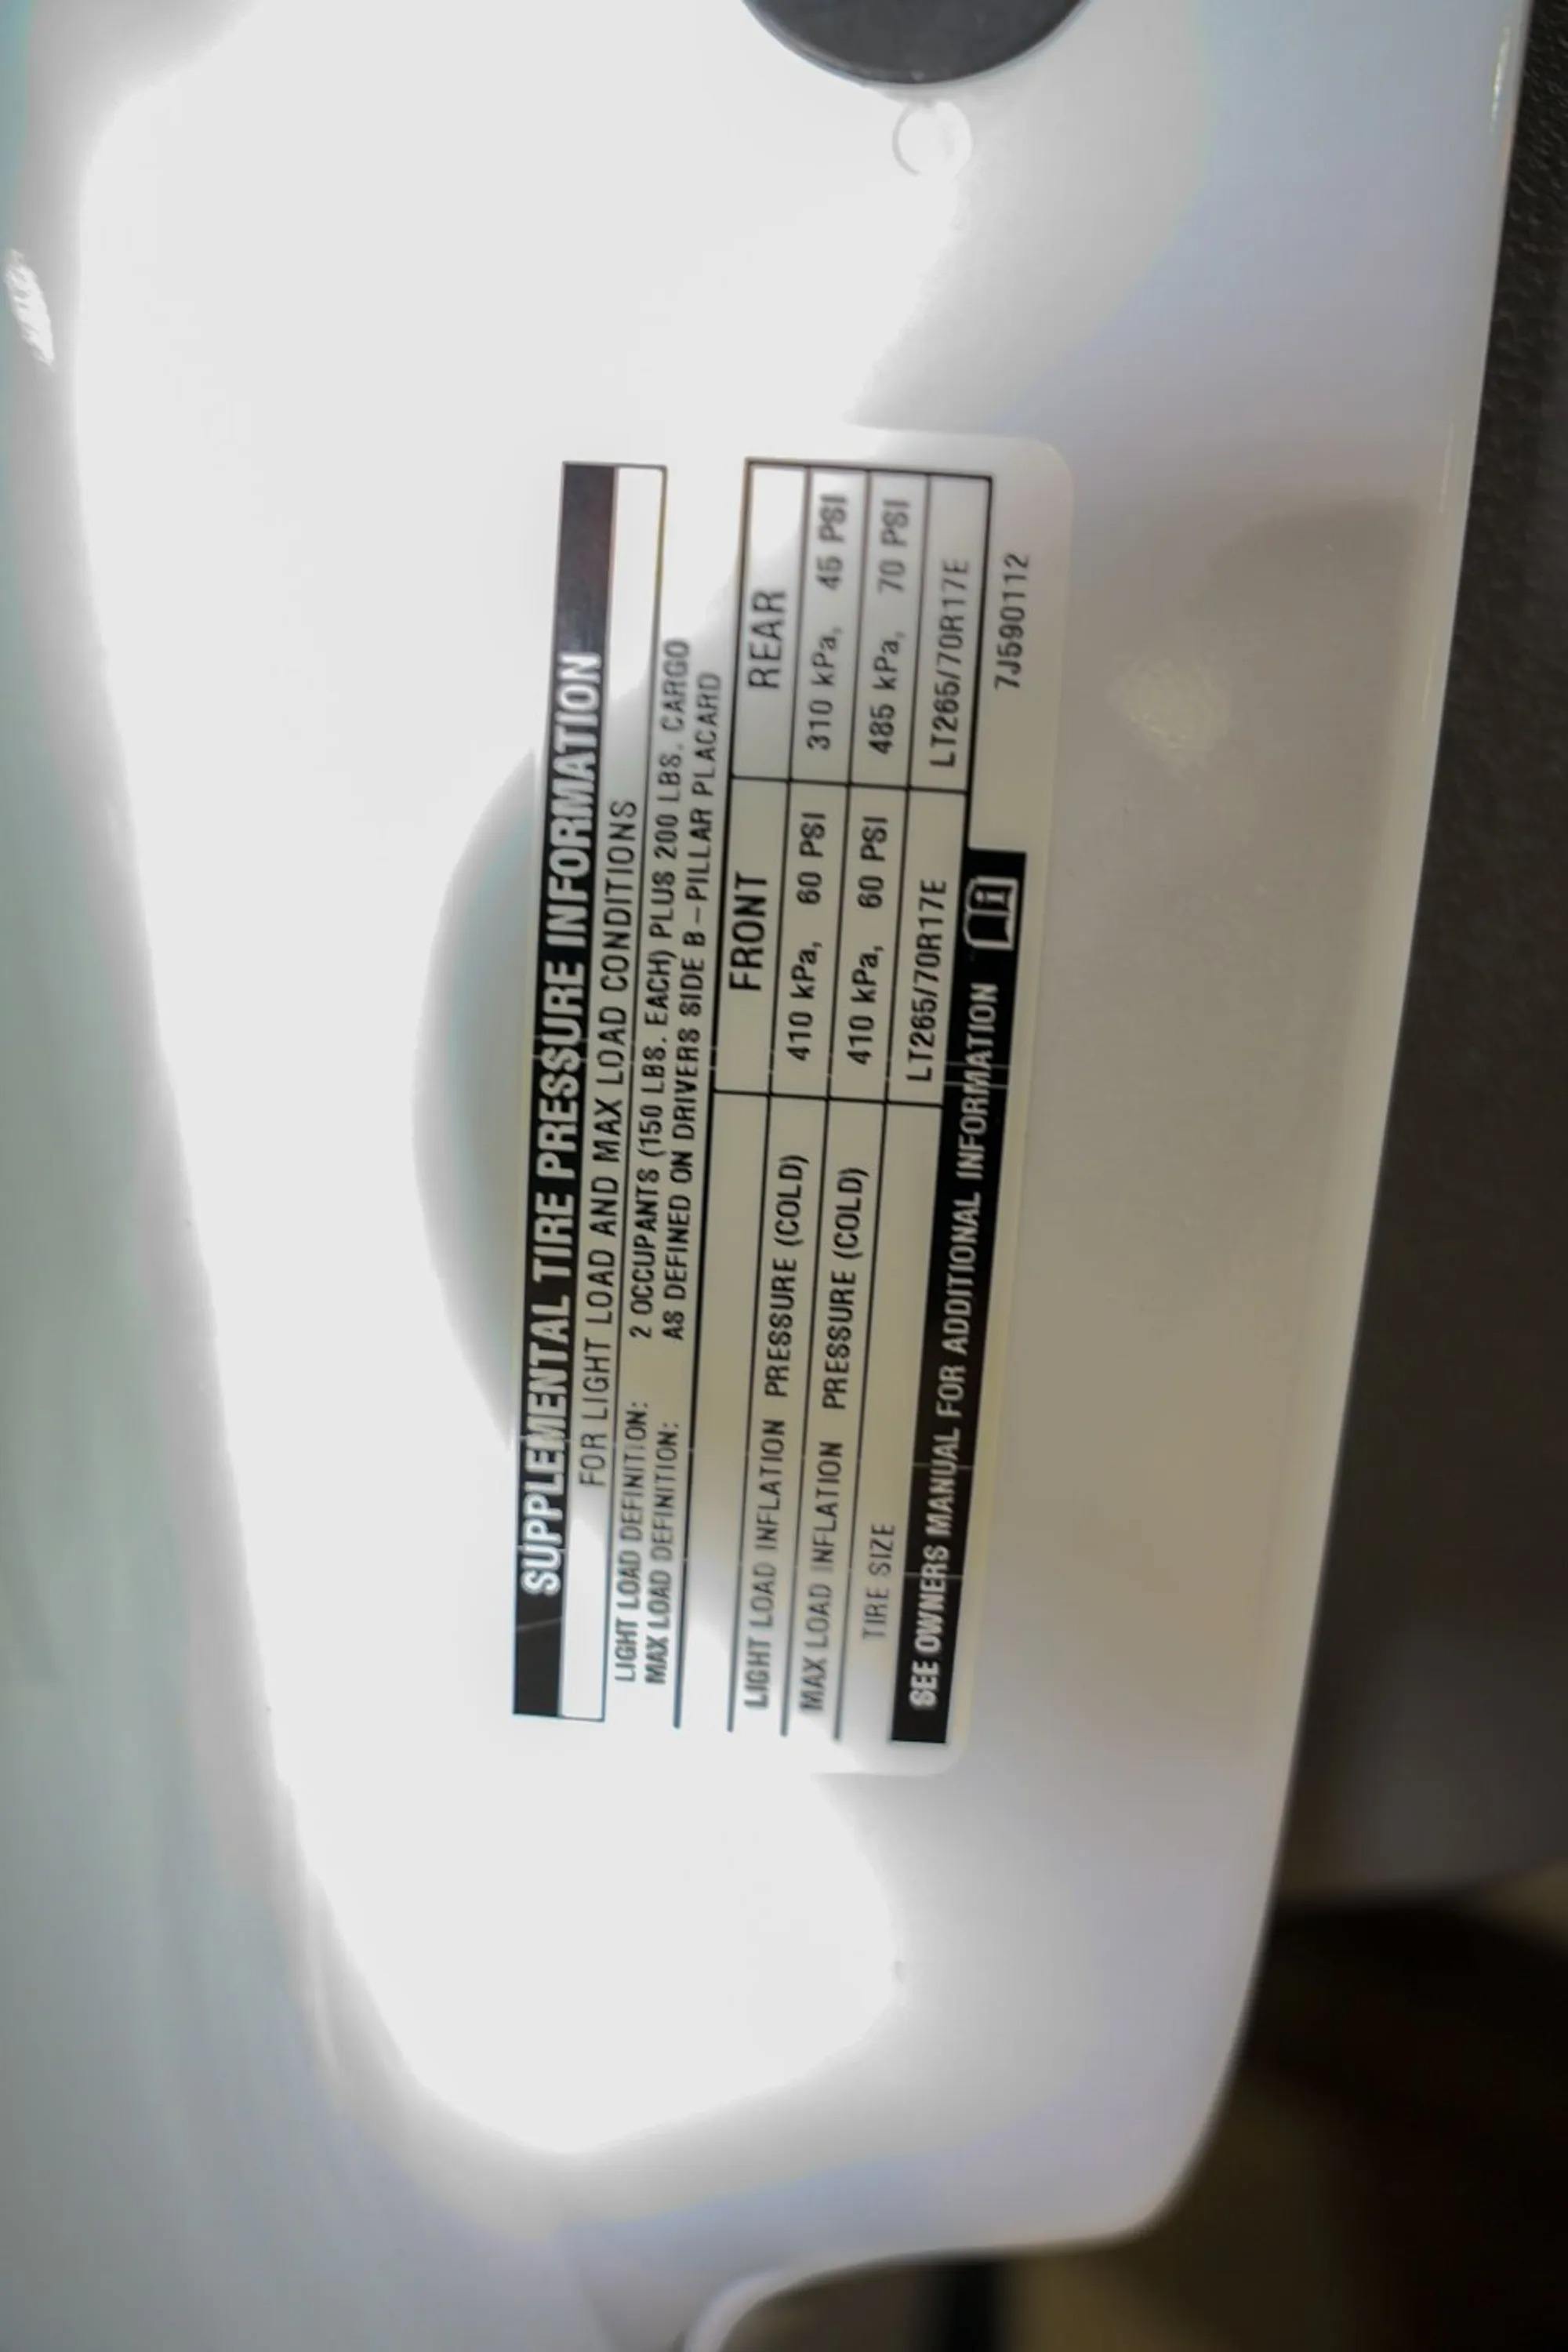 SUPPLEMENTAL TIRE PRESSURE INFORMATION
FOR LIGHT LOAD AND MAX LOAD CONDITIONS
LIGHT LOAD DEFINITION: 2 OCCUPANTS (150 LBS. EACH) PLUS 200 LBS. CARGO
MAX LOAD DEFINITION: AS DEFINED ON DRIVERS SIDE B-PILLAR PLACARD
FRONT REAR
LIGHT LOAD INFLATION PRESSURE (COLD) 410 kPa, 60 PSI 310 kPa, 45 PSI
MAX LOAD INFLATION PRESSURE (COLD) 410 kPa, 60 PSI 485 kPa, 70 PSI
TIRE SIZE LT265/70R17E LT265/70R17E
SEE OWNERS MANUAL FOR ADDITIONAL INFORMATION 7J590112